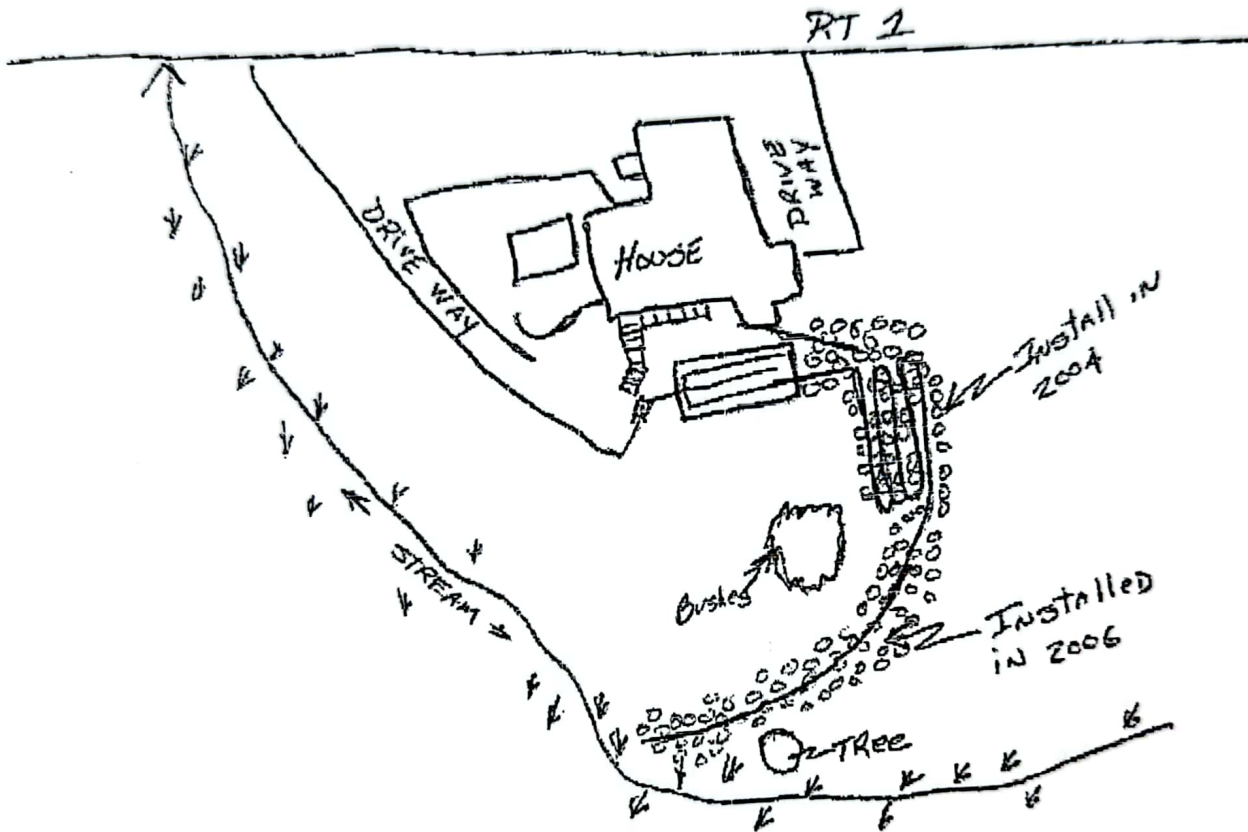 RT 1
DRIVE
WAY
DRIVE WAY
HOUSE
Install in
2004
Bushes
STREAM
Installed
in 2006
TRee